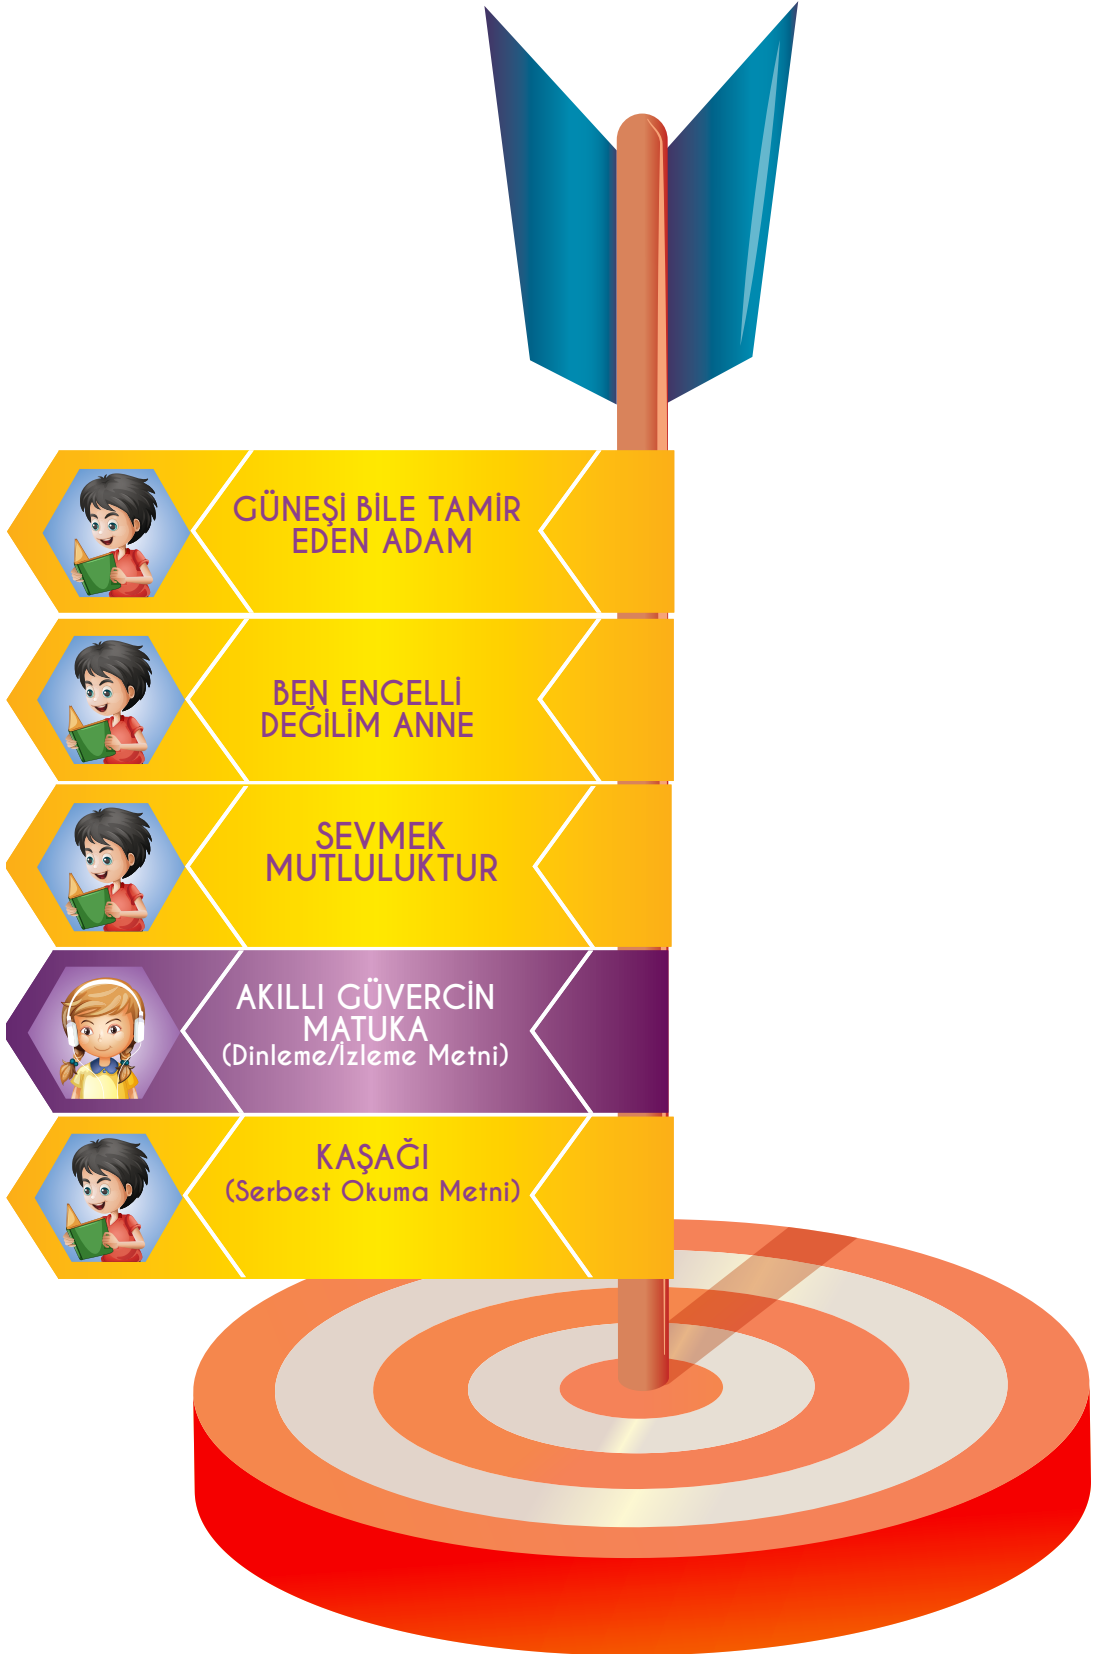 GÜNEŞİ BİLE TAMİR
EDEN ADAM
BEN ENGELLİ
DEĞİLİM ANNE
SEVMEK
MUTLULUKTUR
AKILLI GÜVERCİN
MATUKA
(Dinleme/İzleme Metni)
KAŞAĞI
(Serbest Okuma Metni)